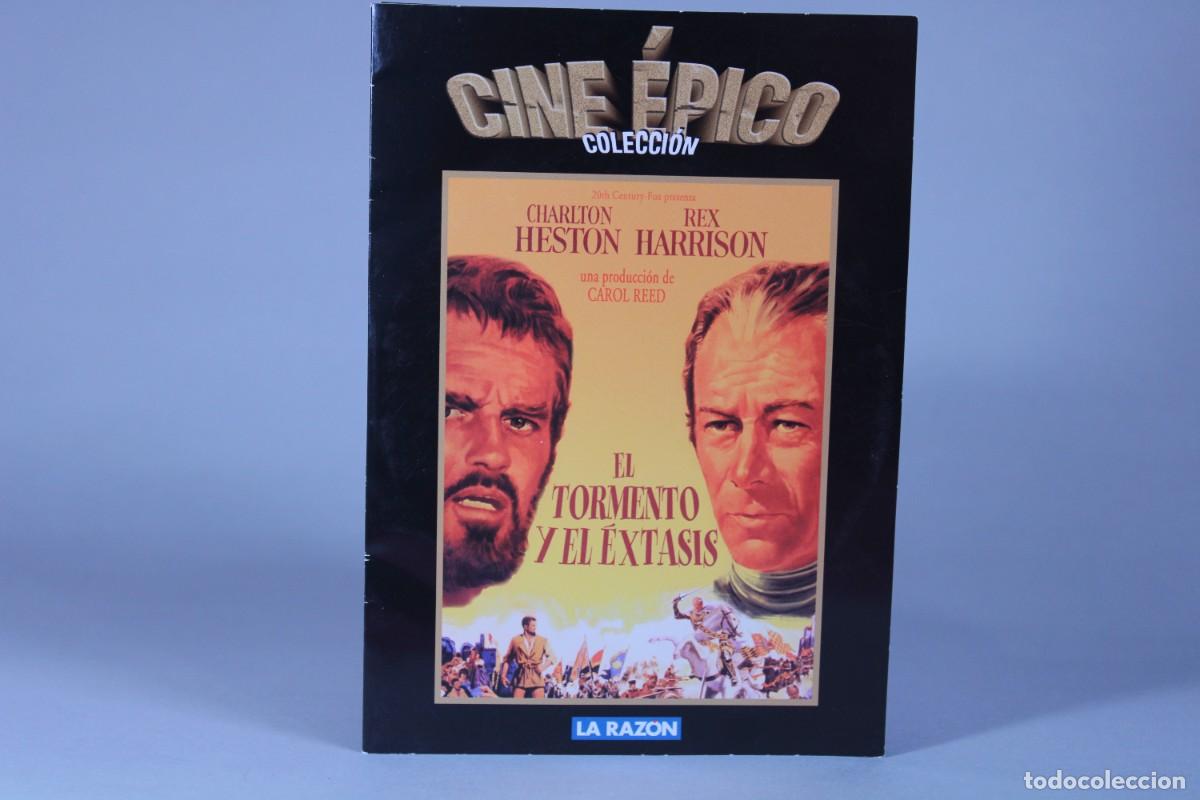 CINE ÉPICO
COLECCIÓN
20th Century-Fox presenta
CHARLTON REX
HESTON HARRISON
una producción de
CAROL REED
EL
TORMENTO
Y EL ÉXTASIS
LA RAZÓN
todocoleccion